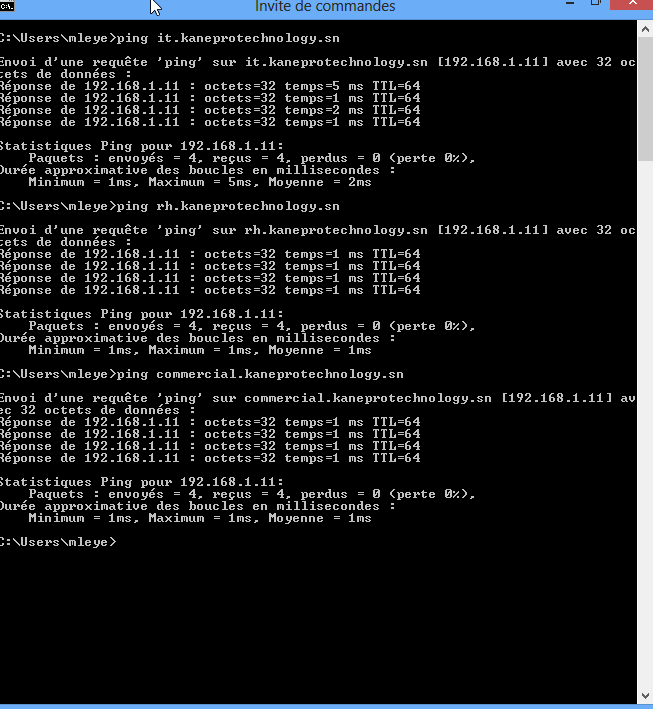 Invite de commandes
C:\Users\mleye>ping it.kaneprotechnology.sn
Envoi d'une requête 'ping' sur it.kaneprotechnology.sn [192.168.1.11] avec 32 oc
tets de données :
Réponse de 192.168.1.11 : octets=32 temps=5 ms TTL=64
Réponse de 192.168.1.11 : octets=32 temps=1 ms TTL=64
Réponse de 192.168.1.11 : octets=32 temps=2 ms TTL=64
Réponse de 192.168.1.11 : octets=32 temps=1 ms TTL=64
Statistiques Ping pour 192.168.1.11:
Paquets : envoyés = 4, reçus = 4, perdus = 0 (perte 0%),
Durée approximative des boucles en millisecondes :
Minimum = 1ms, Maximum = 5ms, Moyenne = 2ms
C:\Users\mleye>ping rh.kaneprotechnology.sn
Envoi d'une requête 'ping' sur rh.kaneprotechnology.sn [192.168.1.11] avec 32 oc
tets de données :
Réponse de 192.168.1.11 : octets=32 temps=1 ms TTL=64
Réponse de 192.168.1.11 : octets=32 temps=1 ms TTL=64
Réponse de 192.168.1.11 : octets=32 temps=1 ms TTL=64
Réponse de 192.168.1.11 : octets=32 temps=1 ms TTL=64
Statistiques Ping pour 192.168.1.11:
Paquets : envoyés = 4, reçus = 4, perdus = 0 (perte 0%),
Durée approximative des boucles en millisecondes :
Minimum = 1ms, Maximum = 1ms, Moyenne = 1ms
C:\Users\mleye>ping commercial.kaneprotechnology.sn
Envoi d'une requête 'ping' sur commercial.kaneprotechnology.sn [192.168.1.11] av
ec 32 octets de données :
Réponse de 192.168.1.11 : octets=32 temps=1 ms TTL=64
Réponse de 192.168.1.11 : octets=32 temps=1 ms TTL=64
Réponse de 192.168.1.11 : octets=32 temps=1 ms TTL=64
Réponse de 192.168.1.11 : octets=32 temps=1 ms TTL=64
Statistiques Ping pour 192.168.1.11:
Paquets : envoyés = 4, reçus = 4, perdus = 0 (perte 0%),
Durée approximative des boucles en millisecondes :
Minimum = 1ms, Maximum = 1ms, Moyenne = 1ms
C:\Users\mleye>